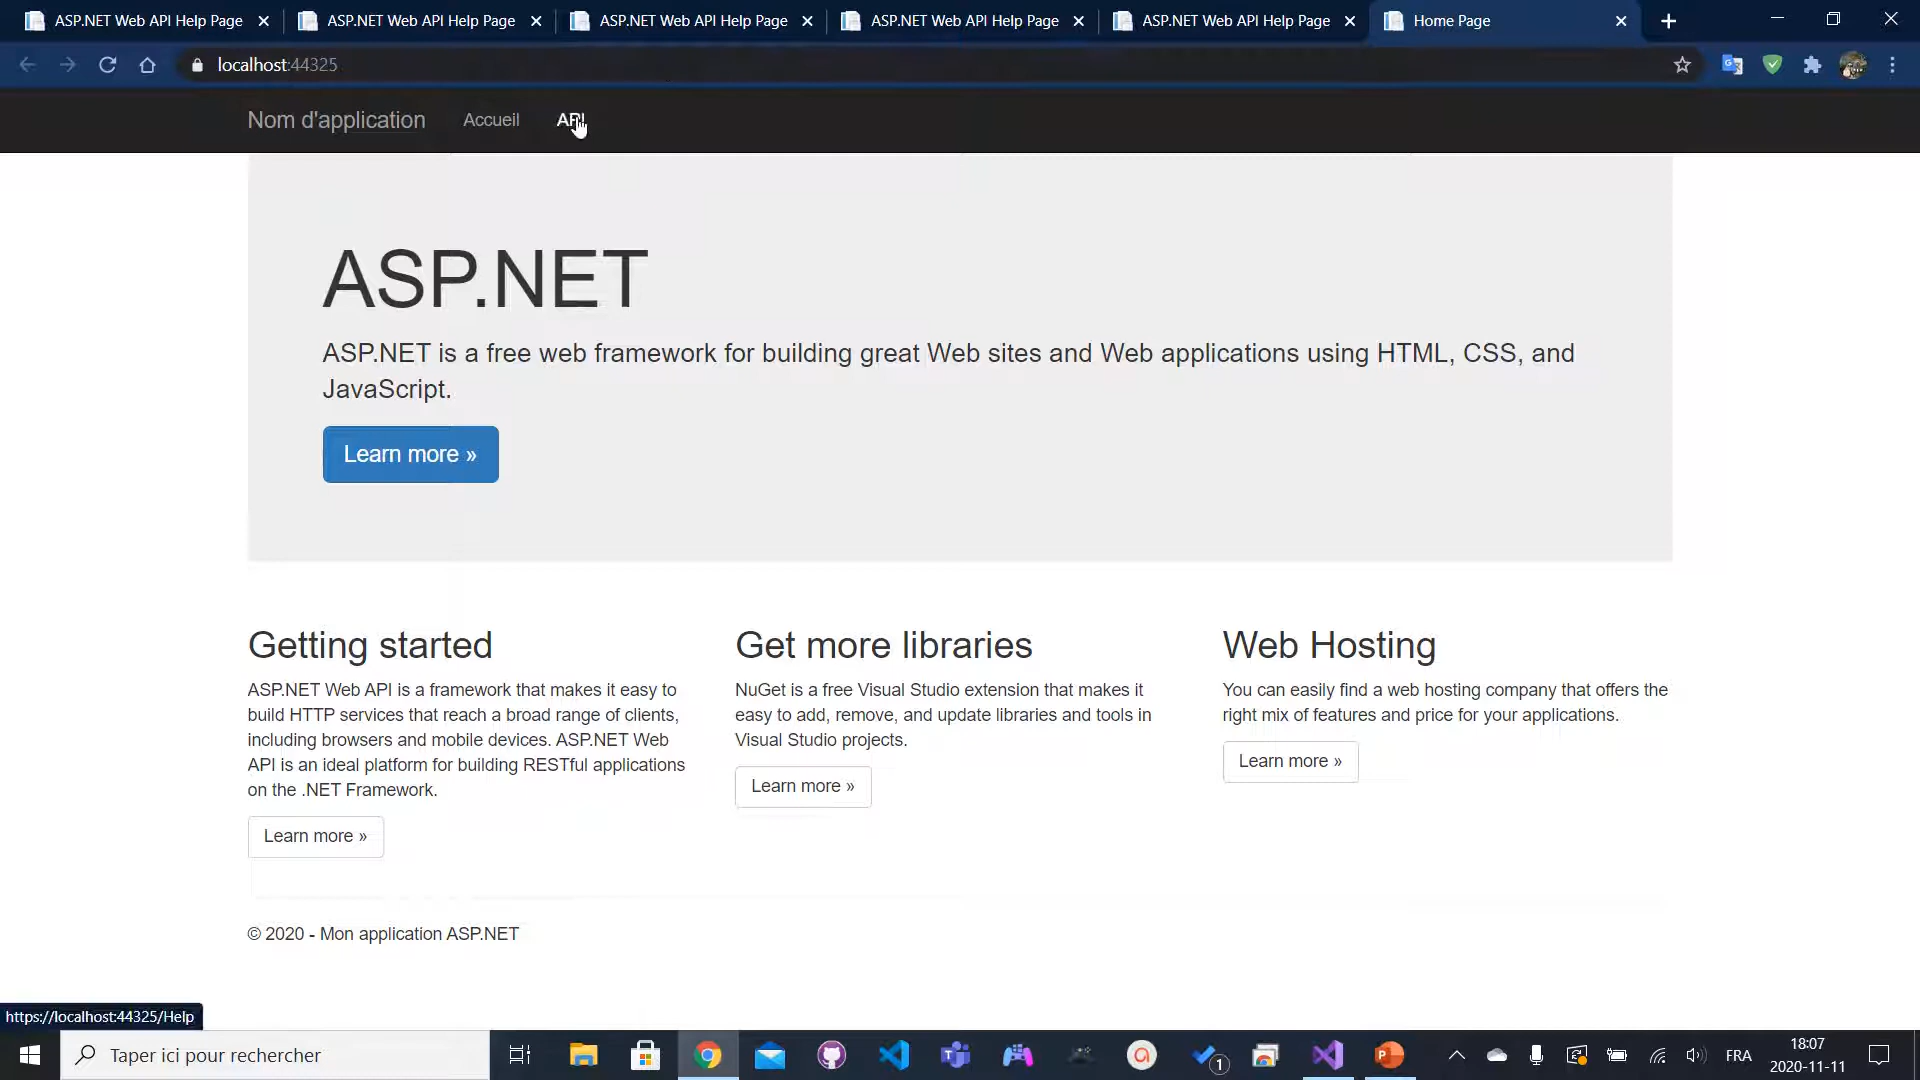 ASP.NET Web API Help Page ASP.NET Web API Help Page ASP.NET Web API Help Page ASP.NET Web API Help Page ASP.NET Web API Help Page Home Page
localhost:44325
Nom d'application Accueil API
ASP.NET
ASP.NET is a free web framework for building great Web sites and Web applications using HTML, CSS, and
JavaScript.
Learn more »
Getting started
ASP.NET Web API is a framework that makes it easy to
build HTTP services that reach a broad range of clients,
including browsers and mobile devices. ASP.NET Web
API is an ideal platform for building RESTful applications
on the .NET Framework.
Learn more »
Get more libraries
NuGet is a free Visual Studio extension that makes it
easy to add, remove, and update libraries and tools in
Visual Studio projects.
Learn more »
Web Hosting
You can easily find a web hosting company that offers the
right mix of features and price for your applications.
Learn more »
© 2020 - Mon application ASP.NET
https://localhost:44325/Help
Taper ici pour rechercher
1
FRA
18:07
2020-11-11